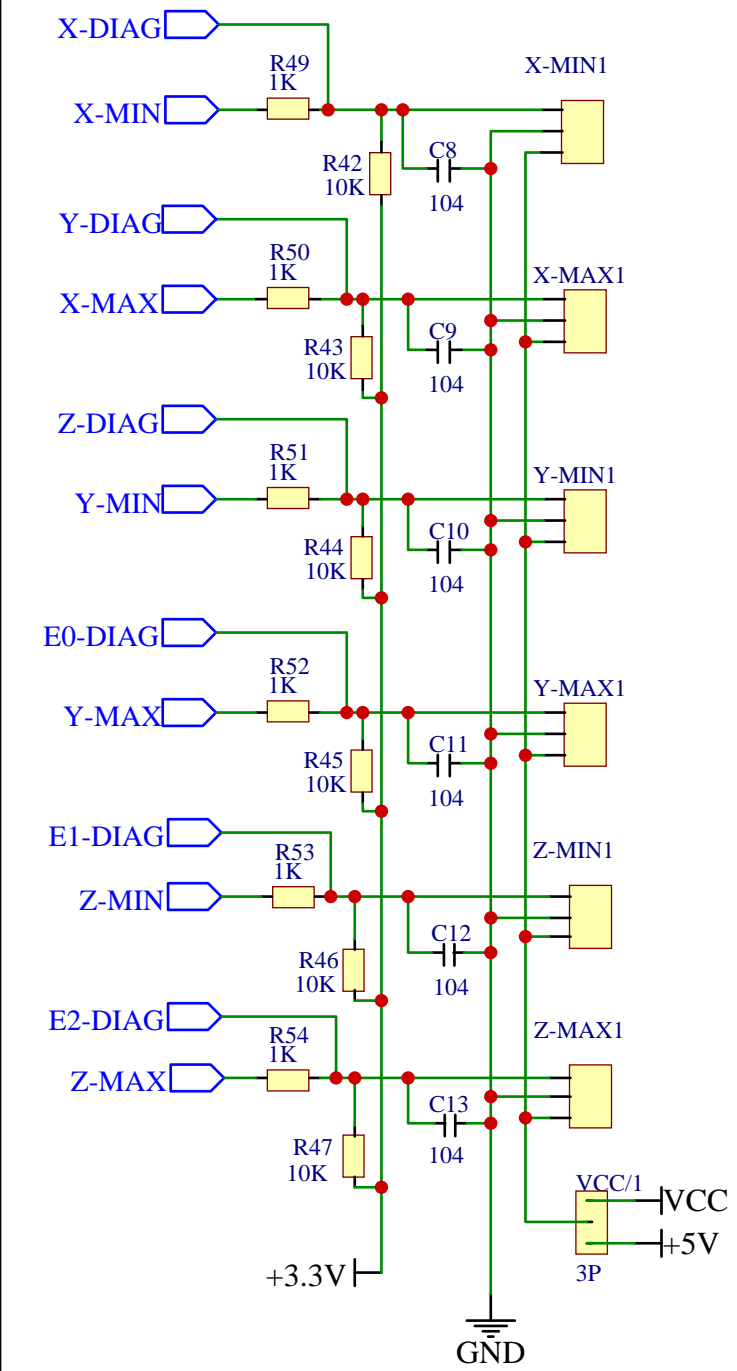 X-DIAG
R49
1K
X-MIN1
X-MIN
R42
10K
C8
104
Y-DIAG
R50
1K
X-MAX1
X-MAX
R43
10K
C9
104
Z-DIAG
R51
1K
Y-MIN1
Y-MIN
R44
10K
C10
104
E0-DIAG
R52
1K
Y-MAX1
Y-MAX
R45
10K
C11
104
E1-DIAG
R53
1K
Z-MIN1
Z-MIN
R46
10K
C12
104
E2-DIAG
R54
1K
Z-MAX1
Z-MAX
R47
10K
C13
104
VCC/1
VCC
+5V
3P
+3.3V
GND